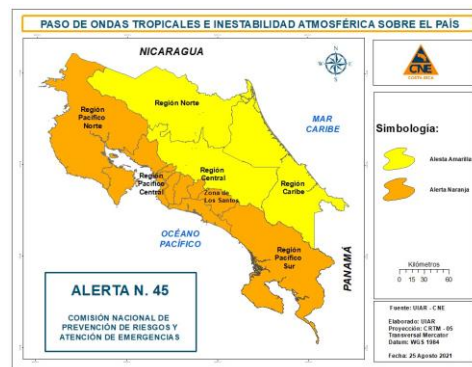 PASO DE ONDAS TROPICALES E INESTABILIDAD ATMOSFÉRICA SOBRE EL PAÍS
NICARAGUA
CNE
COSTA RICA
Región Pacífico Norte
Región Norte
MAR CARIBE
Región Central
Región Pacífico Central
Zona de Los Santos
Región Caribe
OCÉANO PACÍFICO
Región Pacífico Sur
PANAMÁ
ALERTA N. 45
COMISIÓN NACIONAL DE
PREVENCIÓN DE RIESGOS Y
ATENCIÓN DE EMERGENCIAS
Simbología:
Alerta Amarilla
Alerta Naranja
Kilómetros
0 15 30 60
Fuente: UIAR - CNE
Elaborado: UIAR
Proyección: CRTM - 05
Transversal Mercator
Datum: WGS 1984
Fecha: 25 Agosto 2021